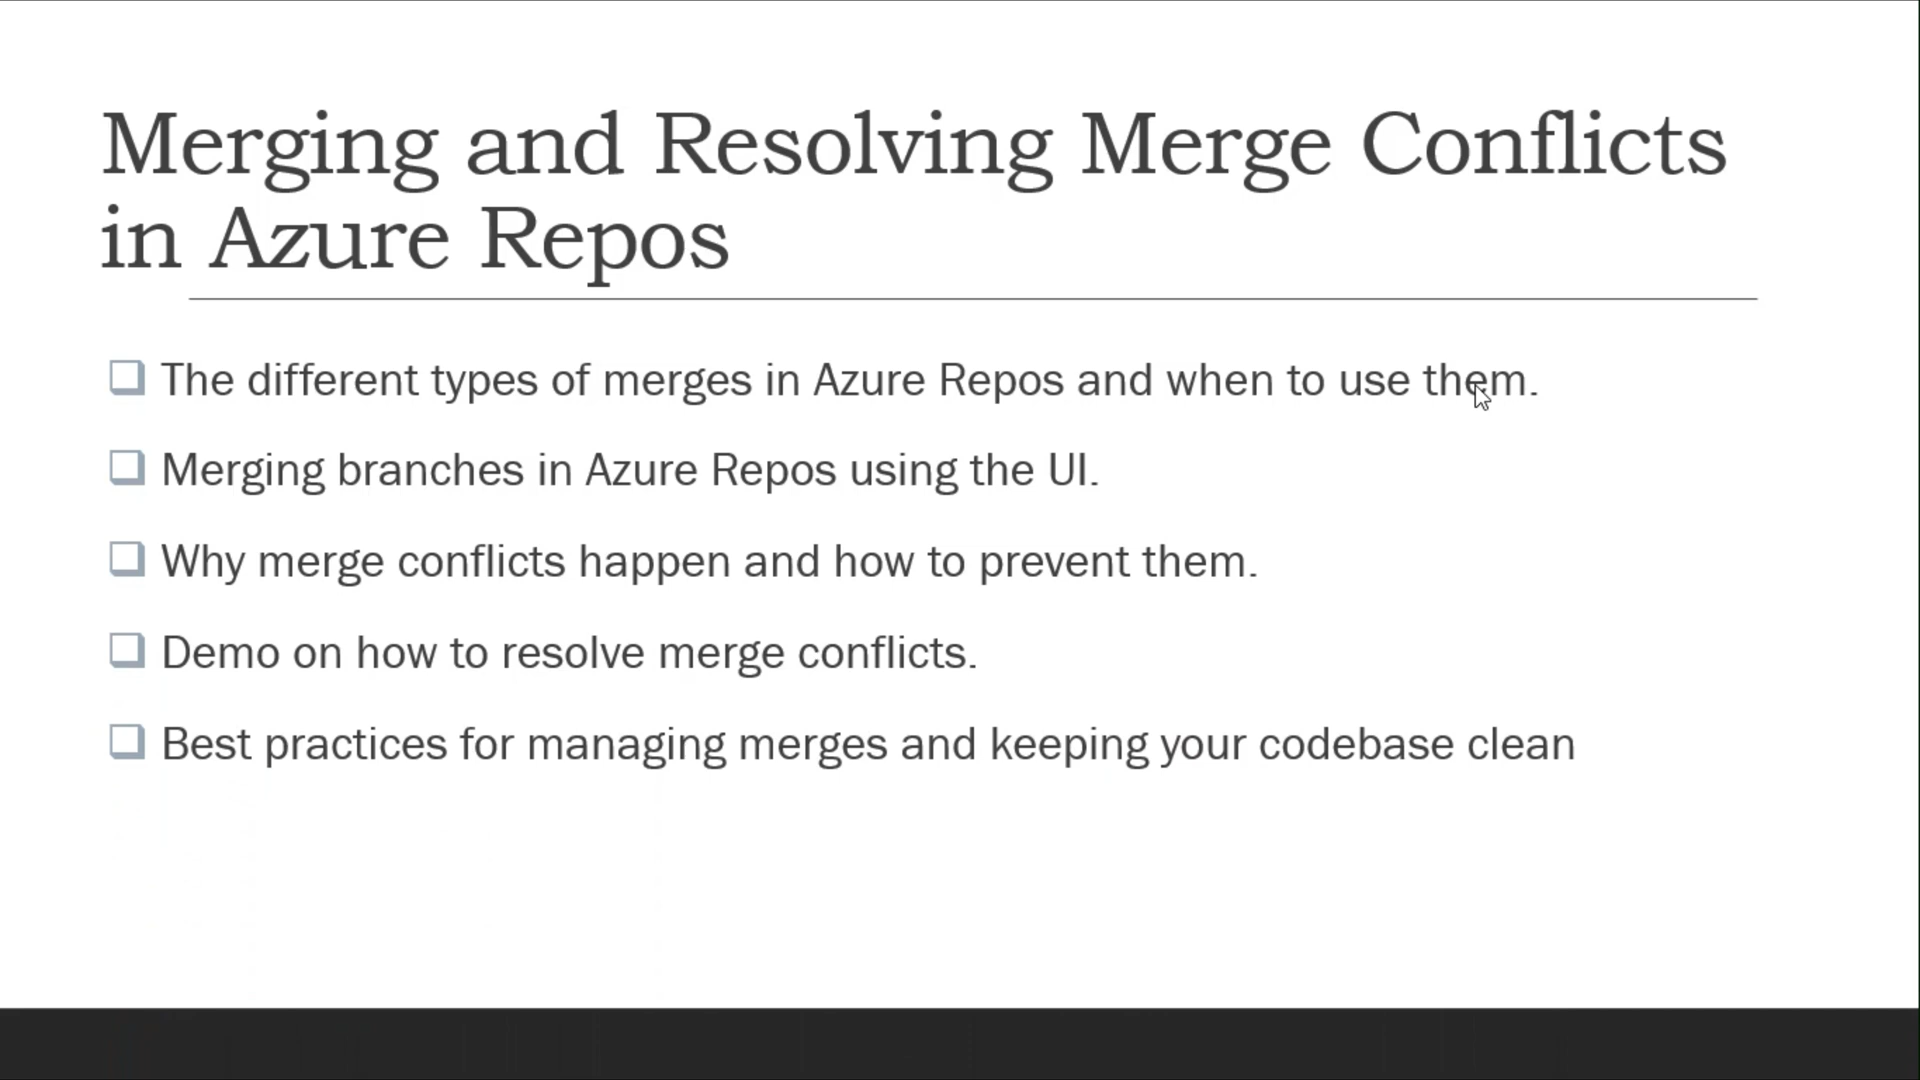 Merging and Resolving Merge Conflicts
in Azure Repos
The different types of merges in Azure Repos and when to use them.
Merging branches in Azure Repos using the UI.
Why merge conflicts happen and how to prevent them.
Demo on how to resolve merge conflicts.
Best practices for managing merges and keeping your codebase clean